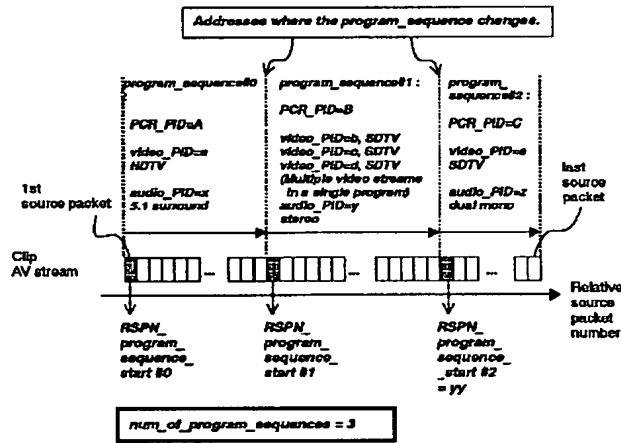 Addresses where the program_sequence changes.
program_sequence#0
PCR_PID=A
video_PID=a
HDTV
audio_PID=x
5.1 surround
program_sequence#1 :
PCR_PID=B
video_PID=b, SDTV
video_PID=c, SDTV
video_PID=d, SDTV
(Multiple video streams
in a single program)
audio_PID=y
stereo
program_
sequence#2 :
PCR_PID=C
video_PID=e
SDTV
audio_PID=z
dual mono
1st
source packet
last
source
packet
Clip
AV stream
... ... ...
Relative
source
packet
number
RSPN_
program_
sequence_
start #0
RSPN_
program_
sequence_
start #1
RSPN_
program_
sequence_
_start #2
= yy
num_of_program_sequences = 3